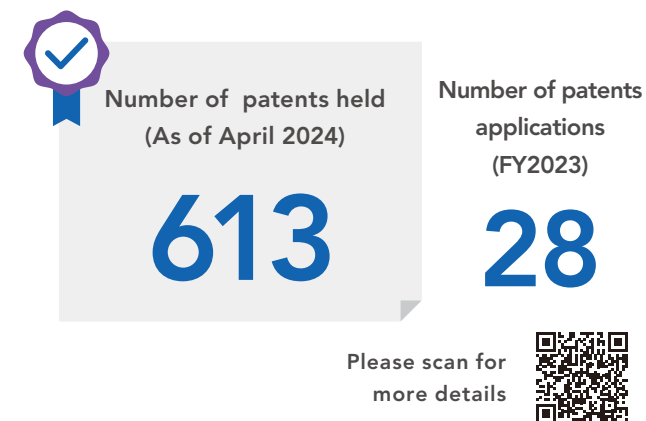 Number of patents held
(As of April 2024)
613
Number of patents
applications
(FY2023)
28
Please scan for
more details